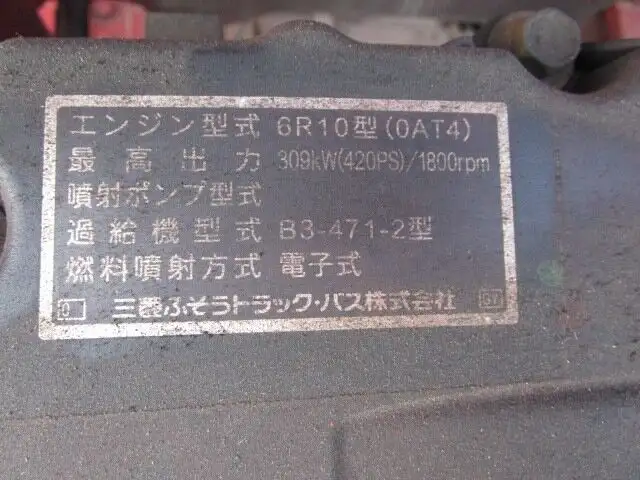 エンジン型式 6R10型(0AT4)
最高出力 309kW(420PS)/1800rpm
噴射ポンプ型式
過給機型式 B3-471-2型
燃料噴射方式 電子式
三菱ふそうトラック・バス株式会社